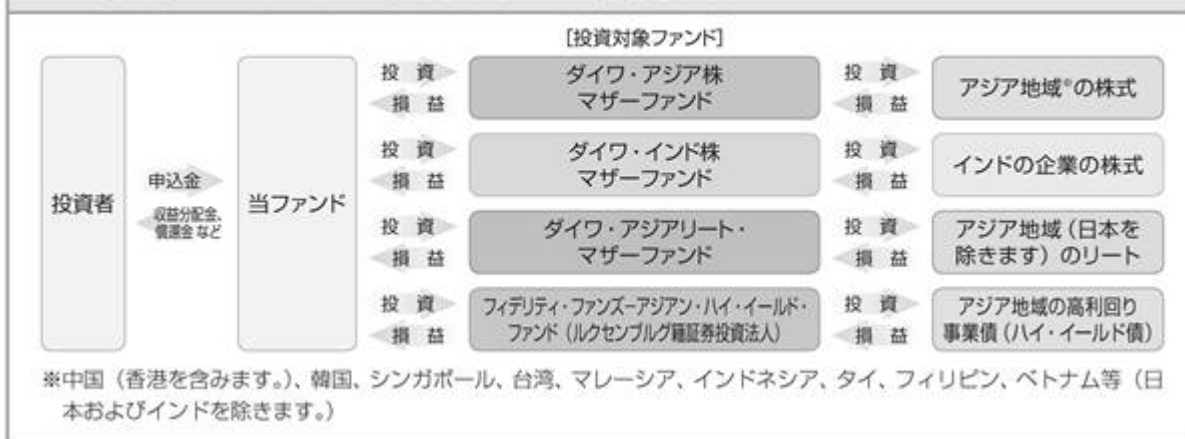 [投資対象ファンド]
投資者
申込金
収益分配金、
償還金 など
当ファンド
投 資
損 益
ダイワ・アジア株
マザーファンド
投 資
損 益
アジア地域※の株式
投 資
損 益
ダイワ・インド株
マザーファンド
投 資
損 益
インドの企業の株式
投 資
損 益
ダイワ・アジアリート・
マザーファンド
投 資
損 益
アジア地域(日本を
除きます)のリート
投 資
損 益
フィデリティ・ファンズ−アジアン・ハイ・イールド・
ファンド(ルクセンブルグ籍証券投資法人)
投 資
損 益
アジア地域の高利回り
事業債(ハイ・イールド債)
※中国(香港を含みます。)、韓国、シンガポール、台湾、マレーシア、インドネシア、タイ、フィリピン、ベトナム等(日
本およびインドを除きます。)